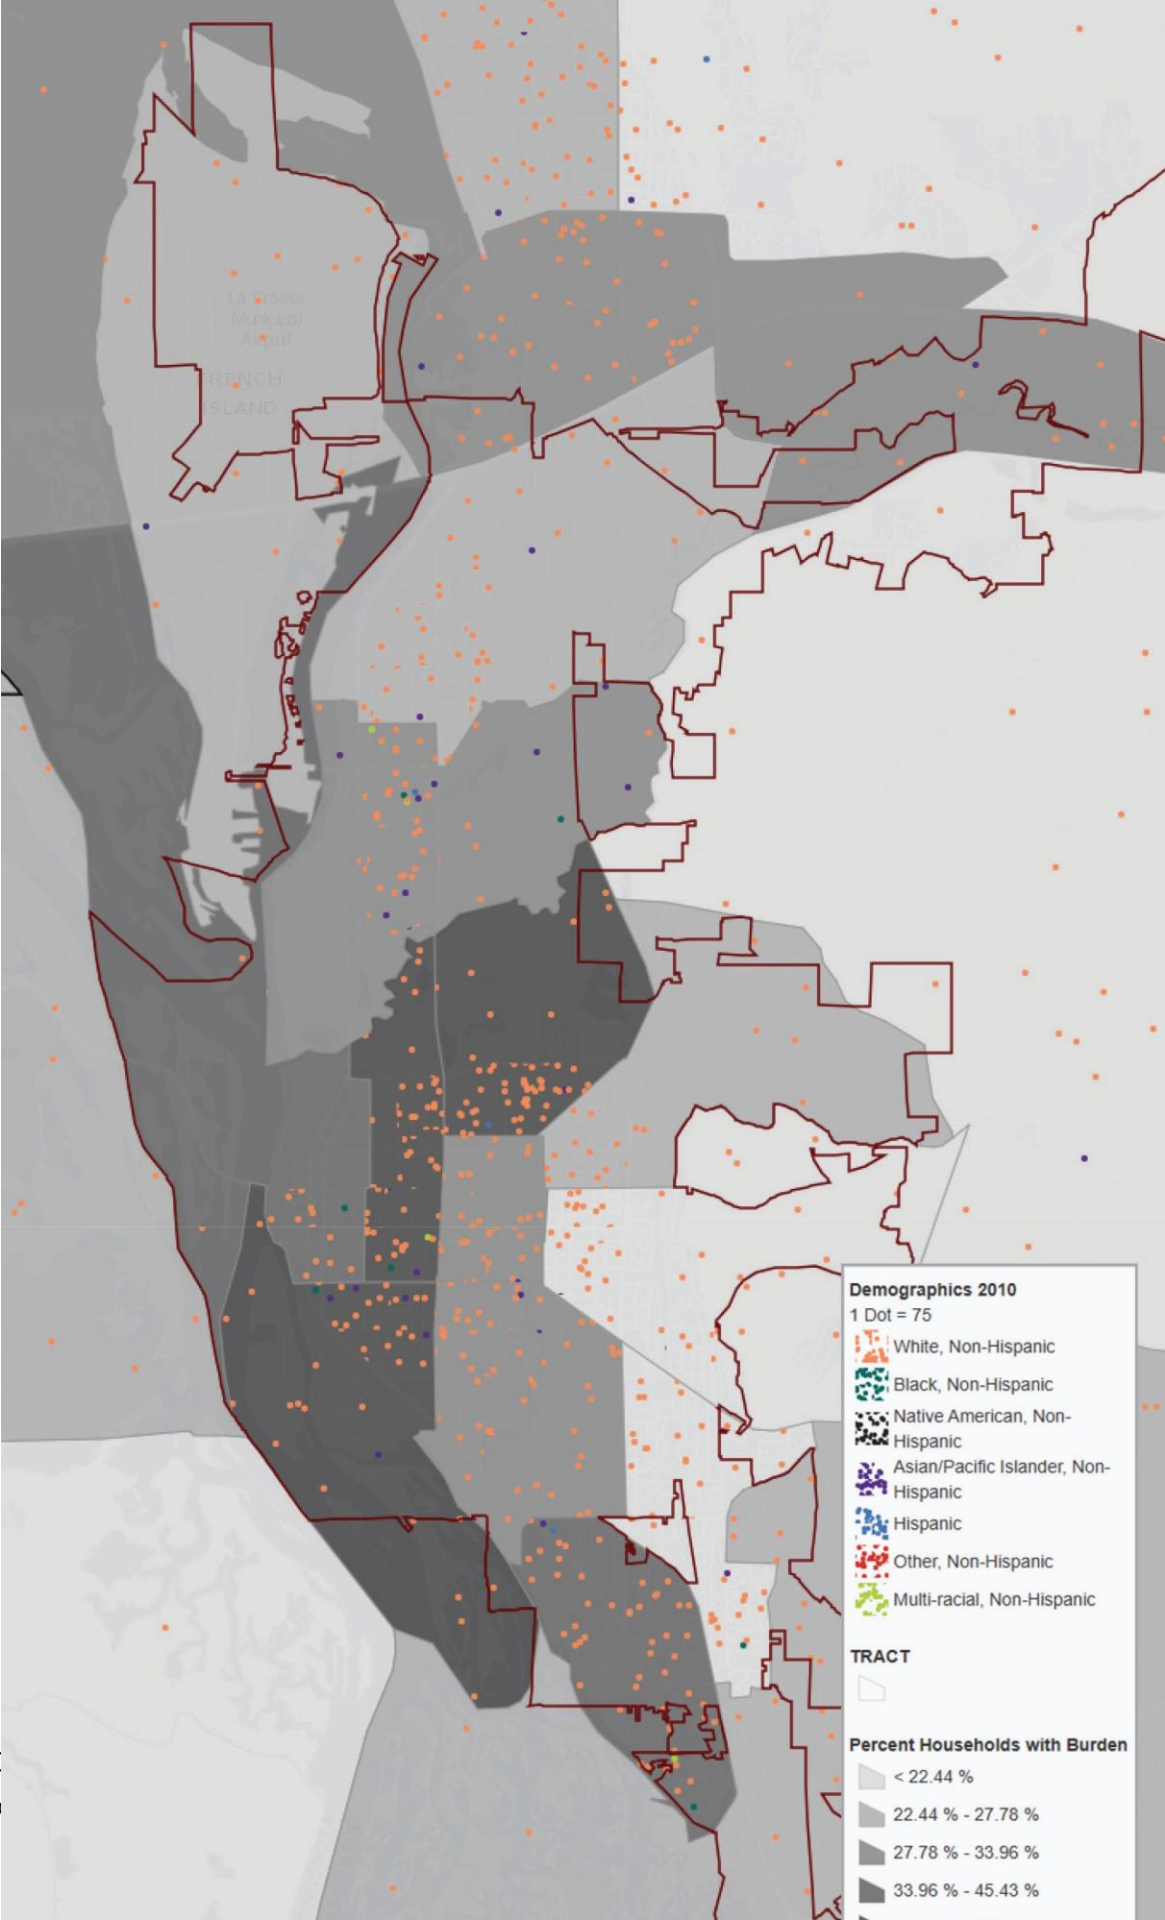 La Crosse
Municipal
Airport
FRENCH
ISLAND
Demographics 2010
1 Dot = 75
White, Non-Hispanic
Black, Non-Hispanic
Native American, Non-
Hispanic
Asian/Pacific Islander, Non-
Hispanic
Hispanic
Other, Non-Hispanic
Multi-racial, Non-Hispanic
TRACT
Percent Households with Burden
< 22.44 %
22.44 % - 27.78 %
27.78 % - 33.96 %
33.96 % - 45.43 %